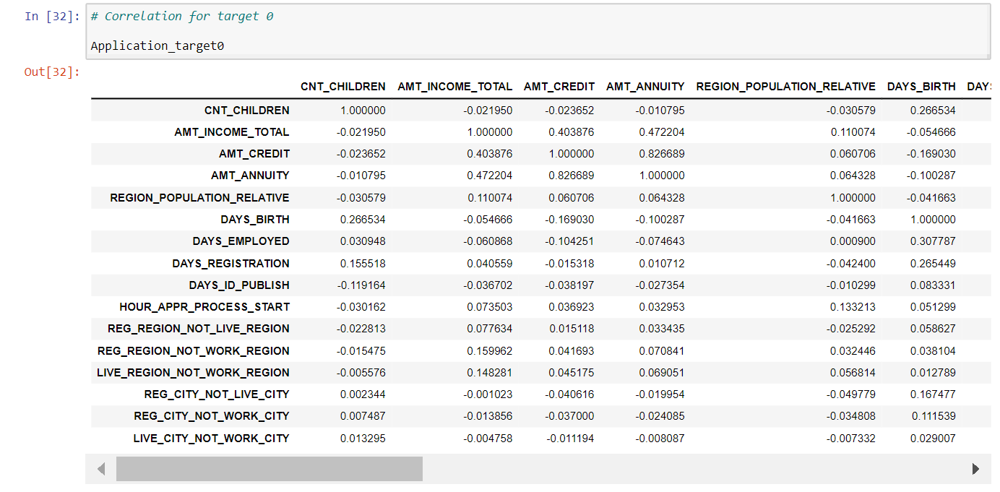 In [32]: # Correlation for target 0
Application_target0
Out[32]:
CNT_CHILDREN AMT_INCOME_TOTAL AMT_CREDIT AMT_ANNUITY REGION_POPULATION_RELATIVE DAYS_BIRTH DAYS
CNT_CHILDREN 1.000000 -0.021950 -0.023652 -0.010795 -0.030579 0.266534
AMT_INCOME_TOTAL -0.021950 1.000000 0.403876 0.472204 0.110074 -0.054666
AMT_CREDIT -0.023652 0.403876 1.000000 0.826689 0.060706 -0.169030
AMT_ANNUITY -0.010795 0.472204 0.826689 1.000000 0.064328 -0.100287
REGION_POPULATION_RELATIVE -0.030579 0.110074 0.060706 0.064328 1.000000 -0.041663
DAYS_BIRTH 0.266534 -0.054666 -0.169030 -0.100287 -0.041663 1.000000
DAYS_EMPLOYED 0.030948 -0.060868 -0.104251 -0.074643 0.000900 0.307787
DAYS_REGISTRATION 0.155518 0.040559 -0.015318 0.010712 -0.042400 0.265449
DAYS_ID_PUBLISH -0.119164 -0.036702 -0.038197 -0.027354 -0.010299 0.083331
HOUR_APPR_PROCESS_START -0.030162 0.073503 0.036923 0.032953 0.133213 0.051299
REG_REGION_NOT_LIVE_REGION -0.022813 0.077634 0.015118 0.033435 -0.025292 0.058627
REG_REGION_NOT_WORK_REGION -0.015475 0.159962 0.041693 0.070841 0.032446 0.038104
LIVE_REGION_NOT_WORK_REGION -0.005576 0.148281 0.045175 0.069051 0.056814 0.012789
REG_CITY_NOT_LIVE_CITY 0.002344 -0.001023 -0.040616 -0.019954 -0.049779 0.167477
REG_CITY_NOT_WORK_CITY 0.007487 -0.013856 -0.037000 -0.024085 -0.034808 0.111539
LIVE_CITY_NOT_WORK_CITY 0.013295 -0.004758 -0.011194 -0.008087 -0.007332 0.029007